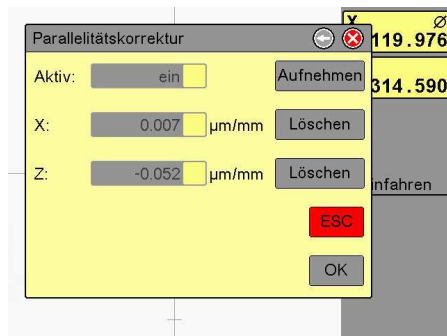 Parallelitätskorrektur
X Ø
119.976
Aktiv: ein Aufnehmen
314.590
X: 0.007 µm/mm Löschen
Z: -0.052 µm/mm Löschen
infahren
ESC
OK